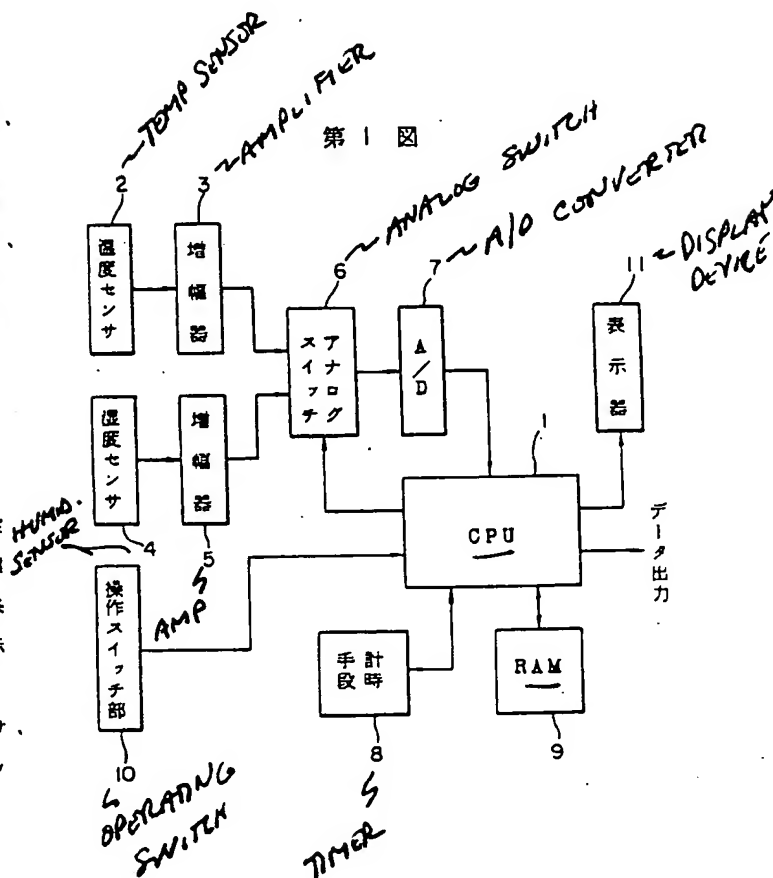 第1図
2 ~ TEMP SENSOR
3 ~ AMPLIFIER
6 ~ ANALOG SWITCH
7 ~ A/D CONVERTER
11 ~ DISPLAY DEVICE
温度センサ
増幅器
アナログスイッチ
A/D
表示器
湿度センサ
増幅器
1
CPU
データ出力
HUMID. SENSOR
4
5
AMP
操作スイッチ部
計時手段
RAM
10
8
9
OPERATING SWITCH
TIMER